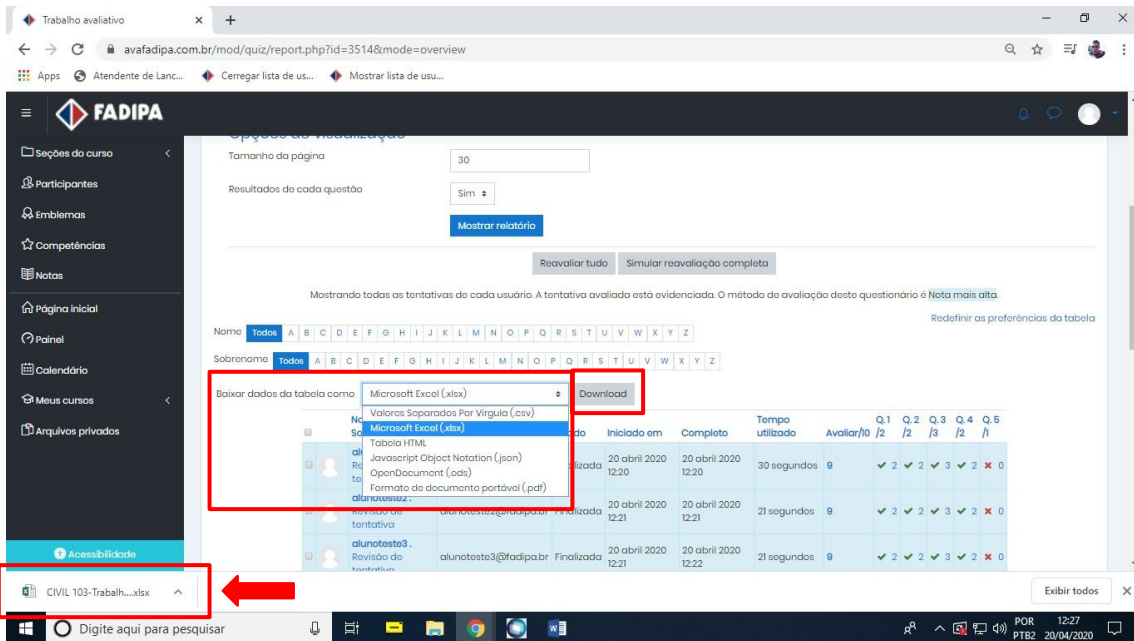 Trabalho avaliativo
avafadipa.com.br/mod/quiz/report.php?id=3514&mode=overview
Apps Atendente de Lanc... Cerregar lista de us... Mostrar lista de usu...
FADIPA
Seções do curso
Participantes
Emblemas
Competências
Notas
Página inicial
Painel
Calendário
Meus cursos
Arquivos privados
Acessibilidade
Opções de visualização
Tamanho da página 30
Resultados de cada questão Sim
Mostrar relatório
Reavaliar tudo Simular reavaliação completa
Mostrando todas as tentativas de cada usuário. A tentativa avaliada está evidenciada. O método de avaliação deste questionário é Nota mais alta.
Redefinir as preferências da tabela
Nome Todos A B C D E F G H I J K L M N O P Q R S T U V W X Y Z
Sobrenome Todos A B C D E F G H I J K L M N O P Q R S T U V W X Y Z
Baixar dados da tabela como Microsoft Excel (.xlsx) Download
Valores Separados Por Virgula (.csv)
Microsoft Excel (.xlsx)
Tabela HTML
Javascript Object Notation (.json)
OpenDocument (.ods)
Formato de documento portável (.pdf)
Iniciado em Completo Tempo utilizado Avaliar/10 Q. 1 /2 Q. 2 /2 Q. 3 /3 Q. 4 /2 Q. 5 /1
20 abril 2020 12:20 20 abril 2020 12:20 30 segundos 9 ✔ 2 ✔ 2 ✔ 3 ✔ 2 ✖ 0
alunoteste2 . Revisão de tentativa alunoteste2@fadipa.br Finalizada 20 abril 2020 12:21 20 abril 2020 12:21 21 segundos 9 ✔ 2 ✔ 2 ✔ 3 ✔ 2 ✖ 0
alunoteste3 . Revisão de tentativa alunoteste3@fadipa.br Finalizada 20 abril 2020 12:21 20 abril 2020 12:22 21 segundos 9 ✔ 2 ✔ 2 ✔ 3 ✔ 2 ✖ 0
CIVIL 103-Trabalh....xlsx
Exibir todos
Digite aqui para pesquisar
POR
PTB2
12:27
20/04/2020